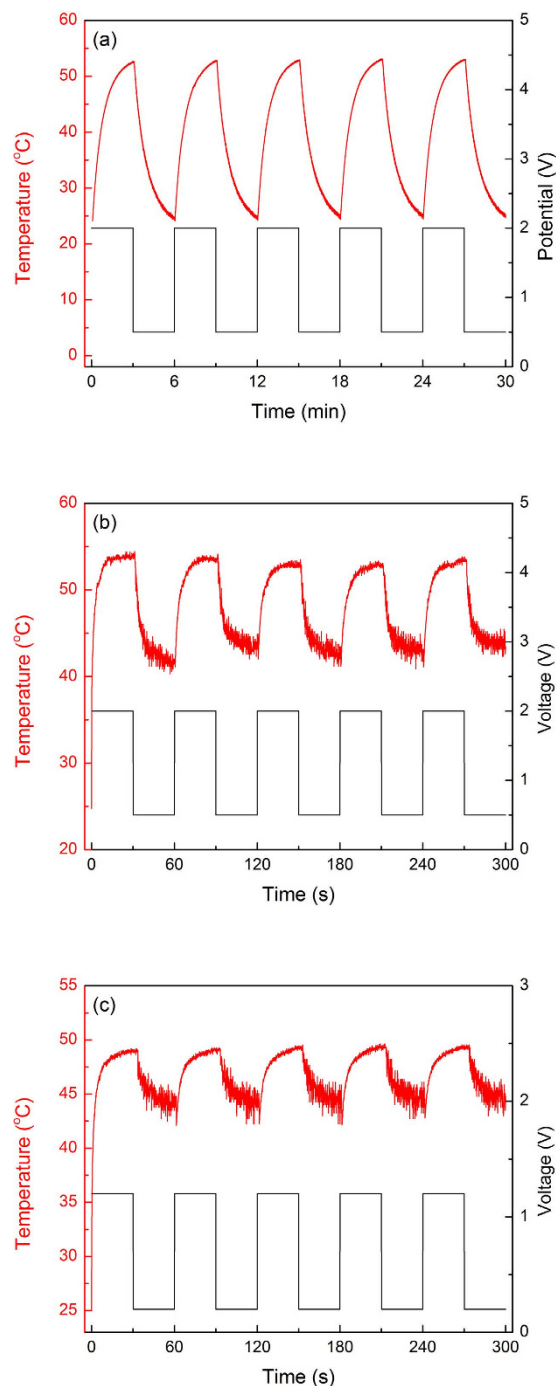 (a)
60
50
40
30
20
10
0
Temperature (°C)
5
4
3
2
1
0
Potential (V)
0 6 12 18 24 30
Time (min)
(b)
60
50
40
30
20
Temperature (°C)
5
4
3
2
1
0
Voltage (V)
0 60 120 180 240 300
Time (s)
(c)
55
50
45
40
35
30
25
Temperature (°C)
3
2
1
0
Voltage (V)
0 60 120 180 240 300
Time (s)